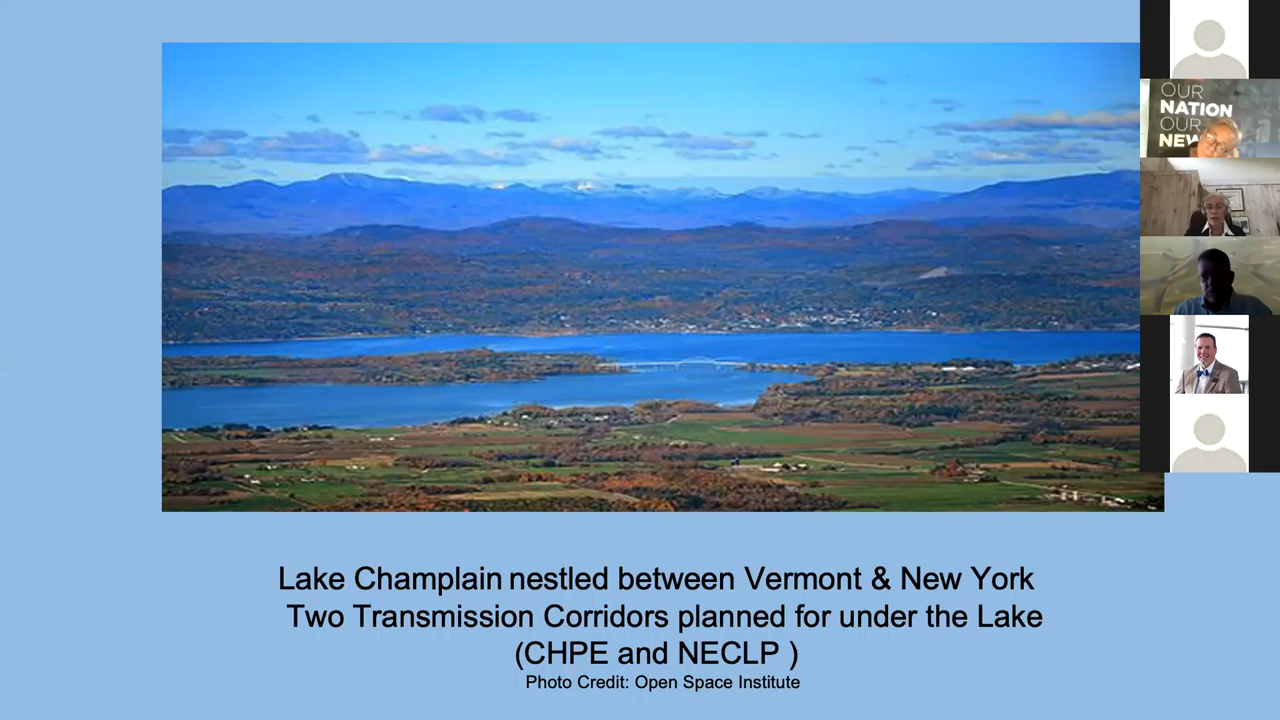 OUR
NATION
OUR
Lake Champlain nestled between Vermont & New York
Two Transmission Corridors planned for under the Lake
(CHPE and NECLP )
Photo Credit: Open Space Institute